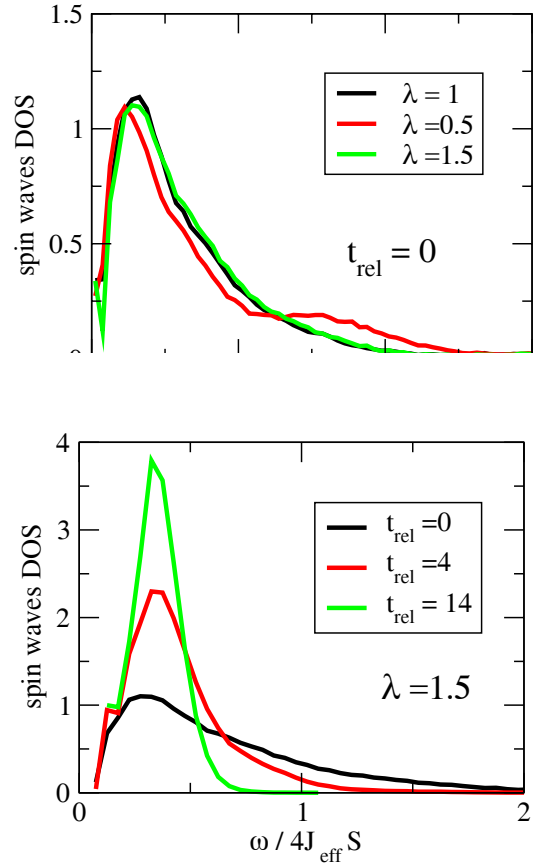 1.5
1
0.5
0
spin waves DOS
λ = 1
λ =0.5
λ =1.5
t_rel = 0
4
3
2
1
0
spin waves DOS
t_rel =0
t_rel =4
t_rel = 14
λ =1.5
0 1 2
ω / 4J_eff S